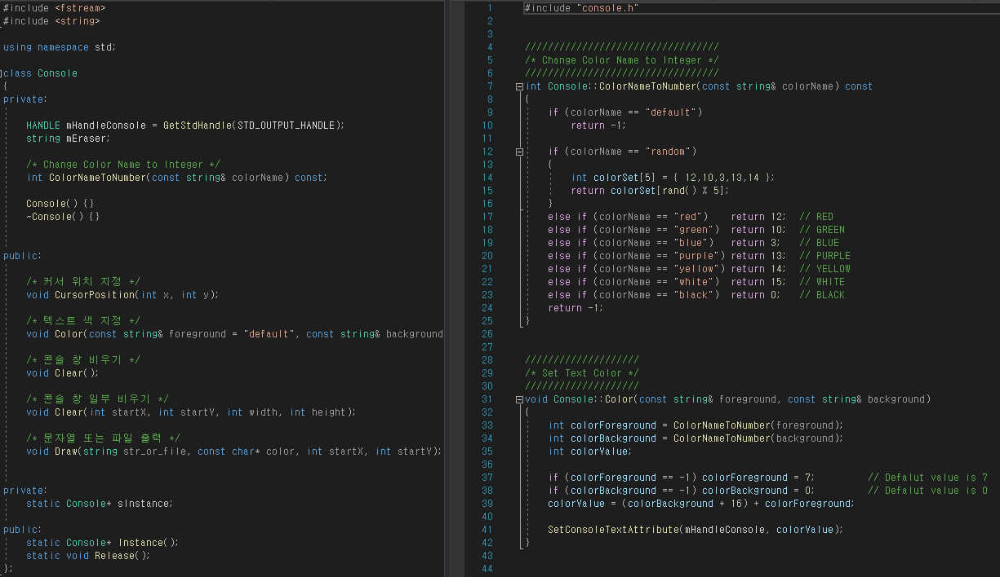 #include <fstream>
#include <string>
using namespace std;
class Console
{
private:
HANDLE mHandleConsole = GetStdHandle(STD_OUTPUT_HANDLE);
string mEraser;
/* Change Color Name to Integer */
int ColorNameToNumber(const string& colorName) const;
Console() {}
~Console() {}
public:
/* 커서 위치 지정 */
void CursorPosition(int x, int y);
/* 텍스트 색 지정 */
void Color(const string& foreground = "default", const string& background
/* 콘솔 창 비우기 */
void Clear();
/* 콘솔 창 일부 비우기 */
void Clear(int startX, int startY, int width, int height);
/* 문자열 또는 파일 출력 */
void Draw(string str_or_file, const char* color, int startX, int startY);
private:
static Console* sInstance;
public:
static Console* Instance();
static void Release();
};
1 #include "console.h"
2
3
4 //////////////////////////////////
5 /* Change Color Name to Integer */
6 //////////////////////////////////
7 int Console::ColorNameToNumber(const string& colorName) const
8 {
9 if (colorName == "default")
10 return -1;
11
12 if (colorName == "random")
13 {
14 int colorSet[5] = { 12,10,3,13,14 };
15 return colorSet[rand() % 5];
16 }
17 else if (colorName == "red") return 12; // RED
18 else if (colorName == "green") return 10; // GREEN
19 else if (colorName == "blue") return 3; // BLUE
20 else if (colorName == "purple") return 13; // PURPLE
21 else if (colorName == "yellow") return 14; // YELLOW
22 else if (colorName == "white") return 15; // WHITE
23 else if (colorName == "black") return 0; // BLACK
24 return -1;
25 }
26
27
28 ////////////////////
29 /* Set Text Color */
30 ////////////////////
31 void Console::Color(const string& foreground, const string& background)
32 {
33 int colorForeground = ColorNameToNumber(foreground);
34 int colorBackground = ColorNameToNumber(background);
35 int colorValue;
36
37 if (colorForeground == -1) colorForeground = 7; // Defalut value is 7
38 if (colorBackground == -1) colorBackground = 0; // Defalut value is 0
39 colorValue = (colorBackground * 16) + colorForeground;
40
41 SetConsoleTextAttribute(mHandleConsole, colorValue);
42 }
43
44